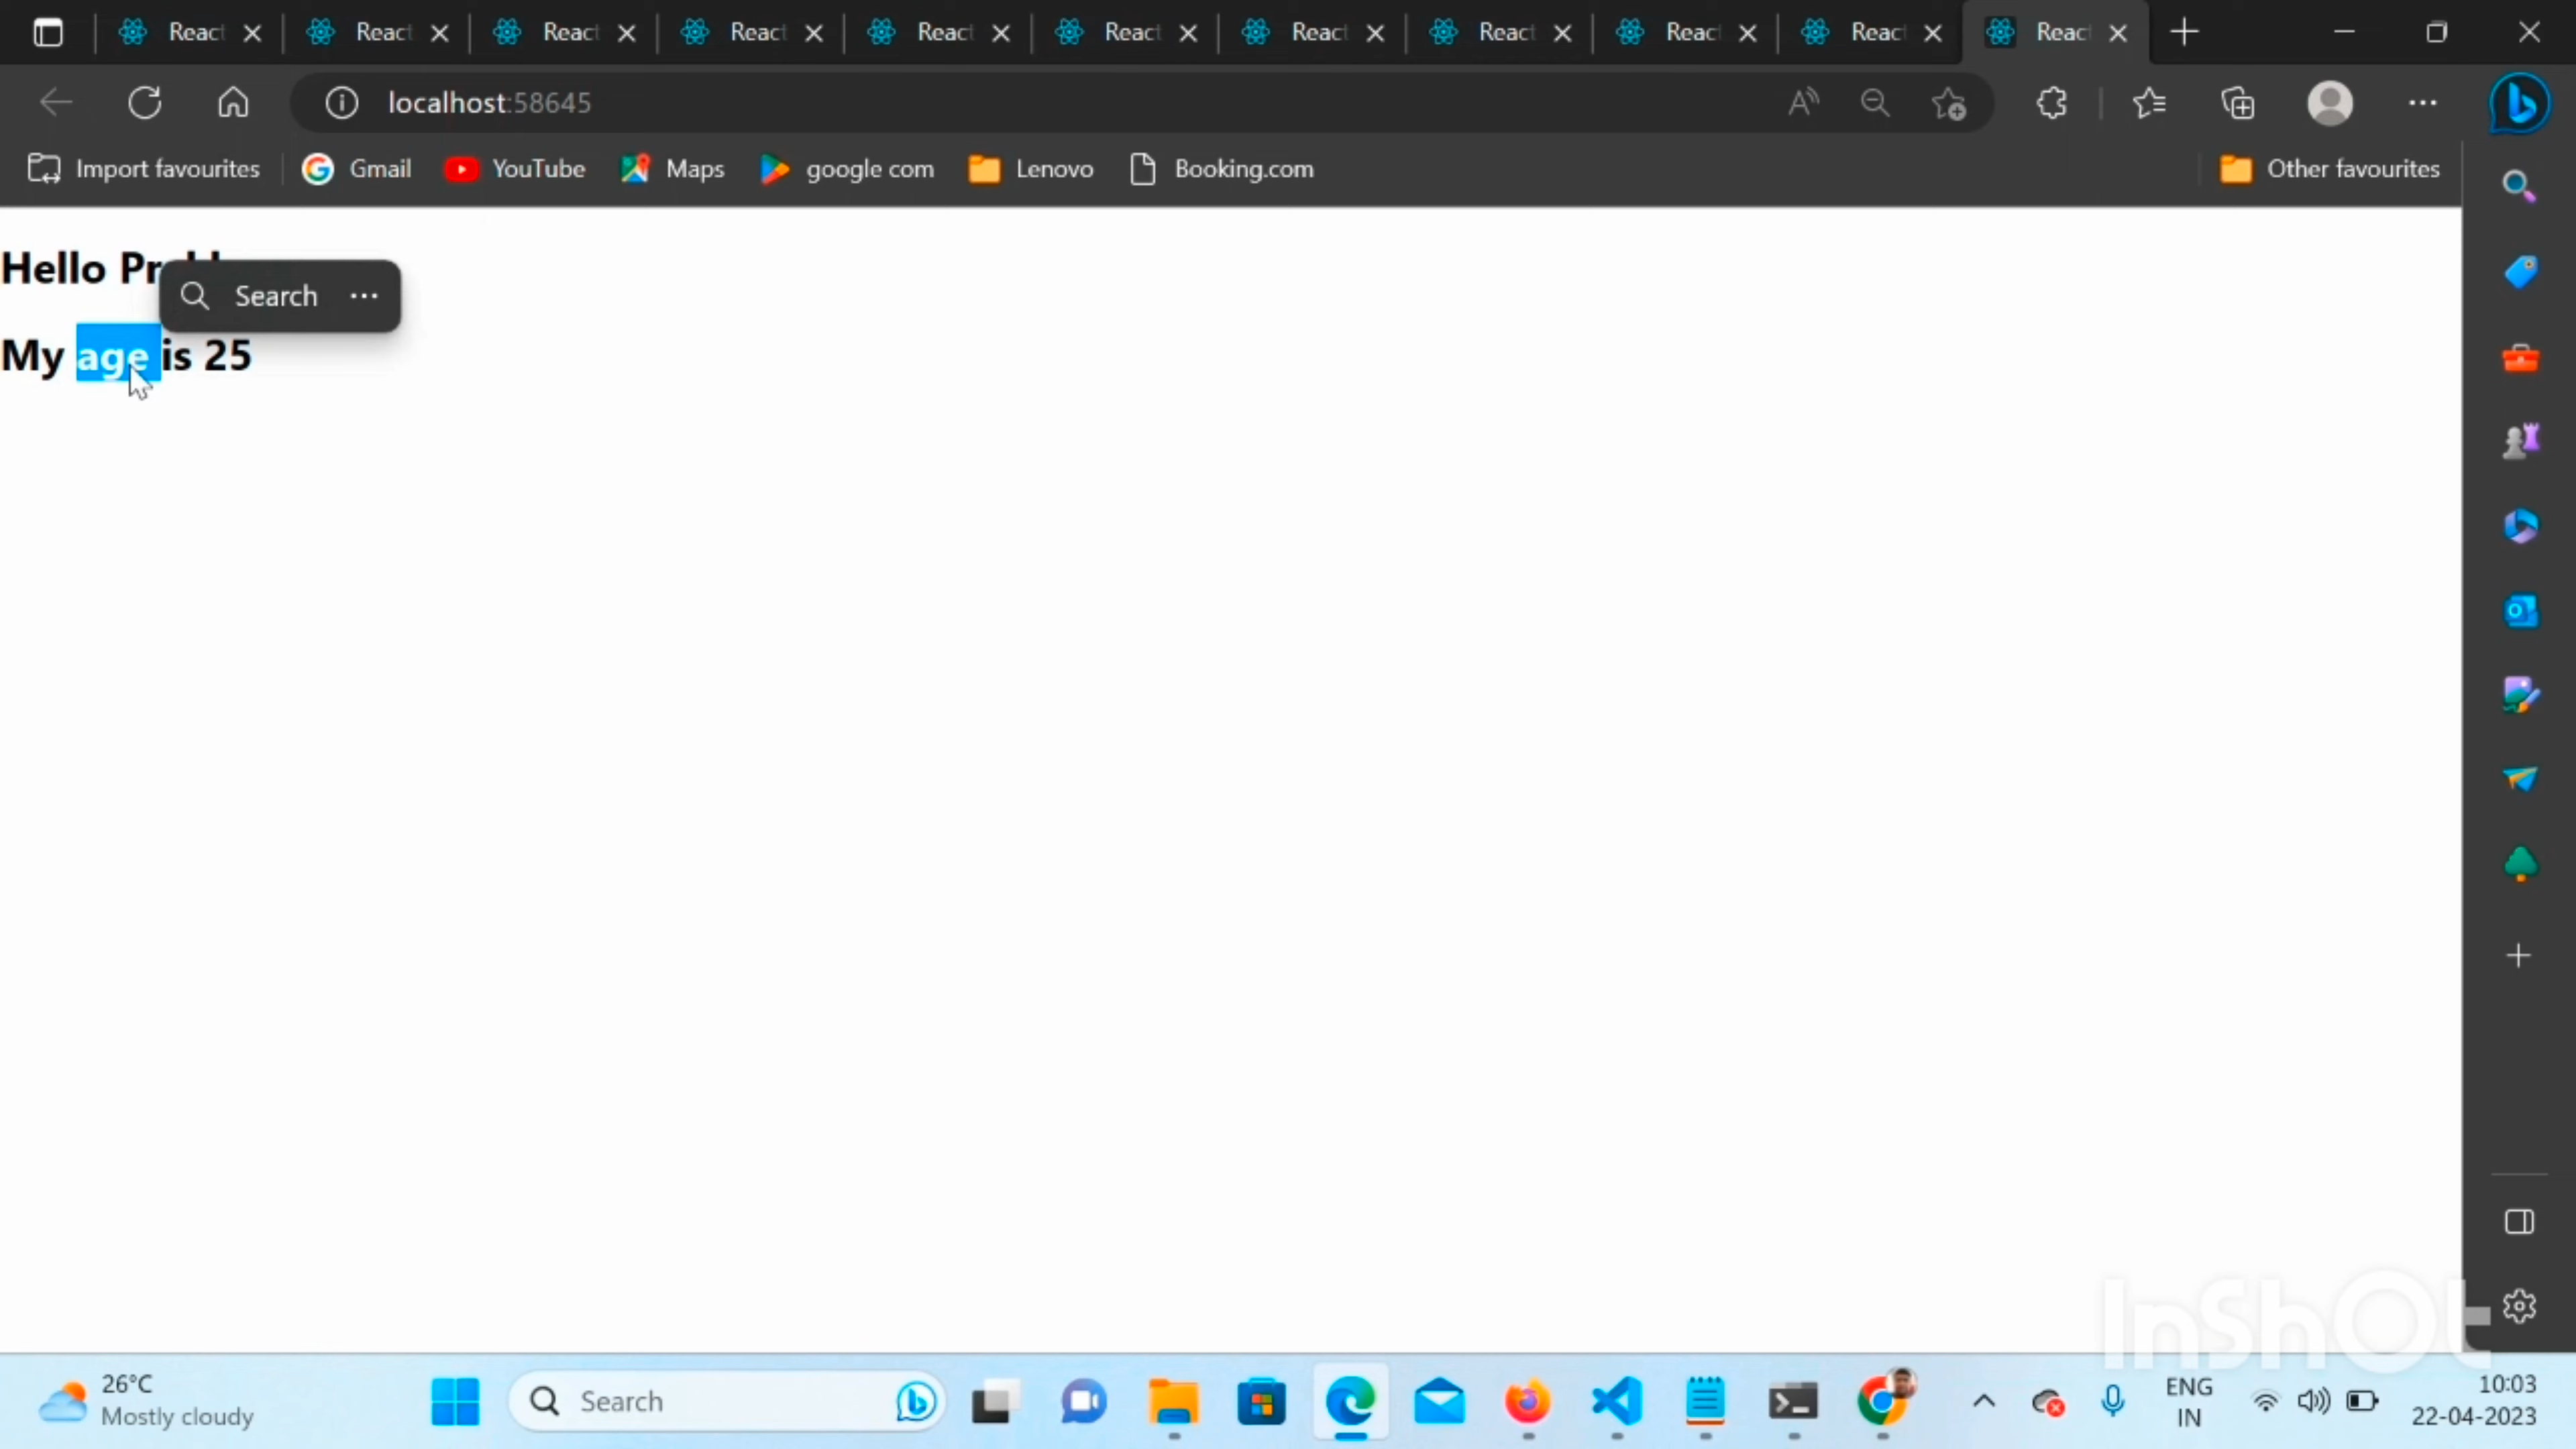 React React React React React React React React React React React
localhost:58645
Import favourites Gmail YouTube Maps google com Lenovo Booking.com Other favourites
Hello
Search ...
My age is 25
InShOt
26°C
Mostly cloudy
Search
ENG
IN
10:03
22-04-2023